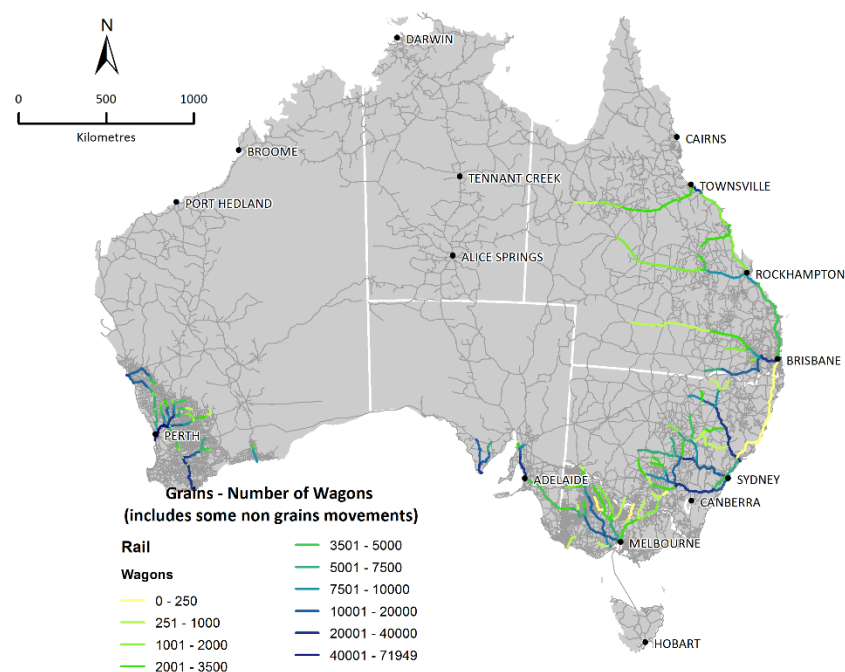 N
0 500 1000
Kilometres
DARWIN
CAIRNS
BROOME
TENNANT CREEK
TOWNSVILLE
PORT HEDLAND
ALICE SPRINGS
ROCKHAMPTON
BRISBANE
PERTH
ADELAIDE
SYDNEY
CANBERRA
MELBOURNE
HOBART
Grains - Number of Wagons
(includes some non grains movements)
Rail
Wagons
0 - 250
251 - 1000
1001 - 2000
2001 - 3500
3501 - 5000
5001 - 7500
7501 - 10000
10001 - 20000
20001 - 40000
40001 - 71949